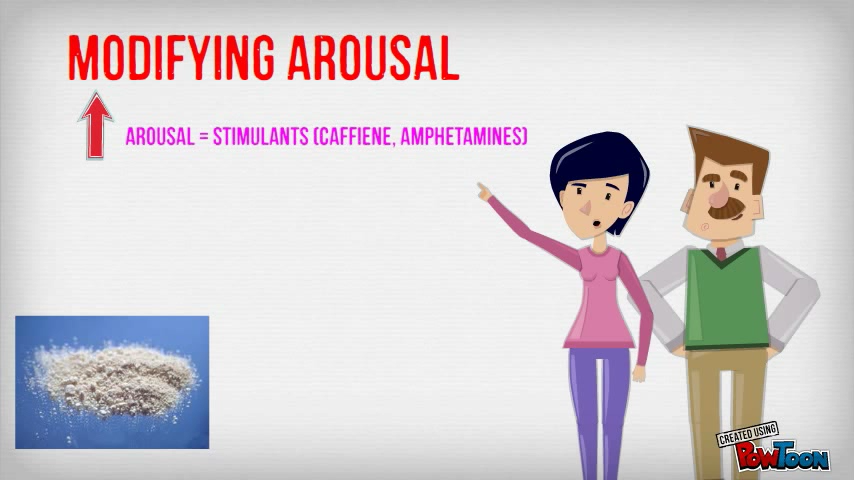 MODIFYING AROUSAL
AROUSAL = STIMULANTS (CAFFIENE, AMPHETAMINES)
CREATED USING
POWTOON